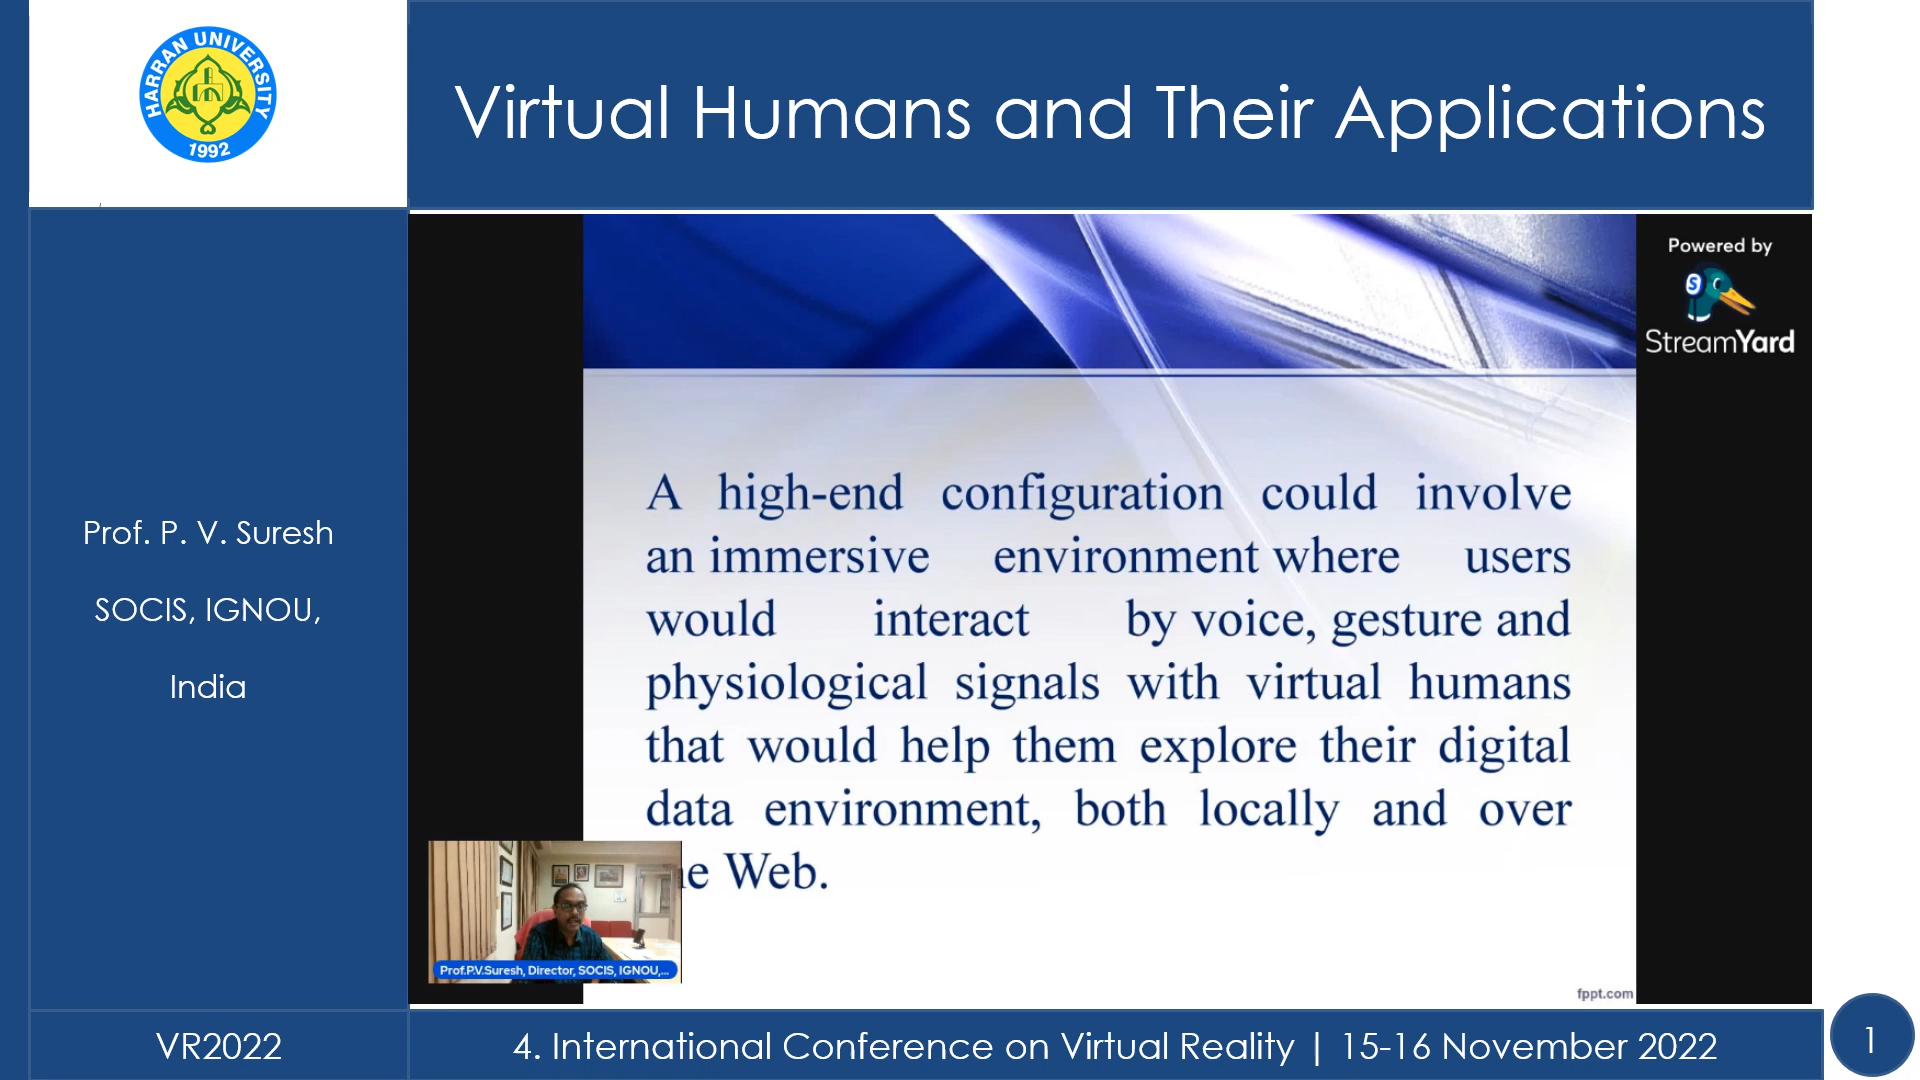 HARRAN UNIVERSITY
1992
Virtual Humans and Their Applications
Prof. P. V. Suresh
SOCIS, IGNOU,
India
Powered by
S
StreamYard
A high-end configuration could involve
an immersive environment where users
would interact by voice, gesture and
physiological signals with virtual humans
that would help them explore their digital
data environment, both locally and over
e Web.
Prof.P.V.Suresh, Director, SOCIS, IGNOU,...
fppt.com
VR2022
4. International Conference on Virtual Reality | 15-16 November 2022
1